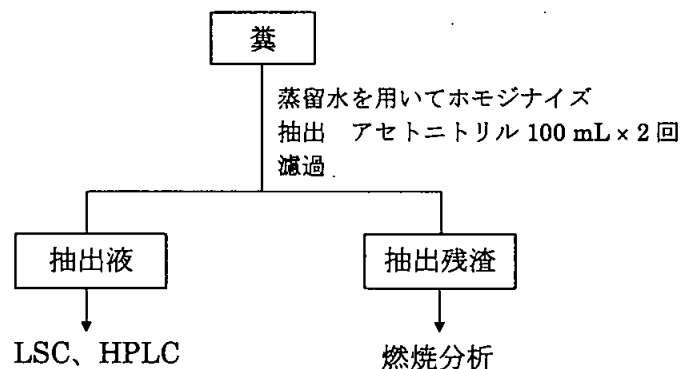 糞
蒸留水を用いてホモジナイズ
抽出　アセトニトリル 100 mL × 2 回
濾過
抽出液
抽出残渣
LSC、HPLC
燃焼分析